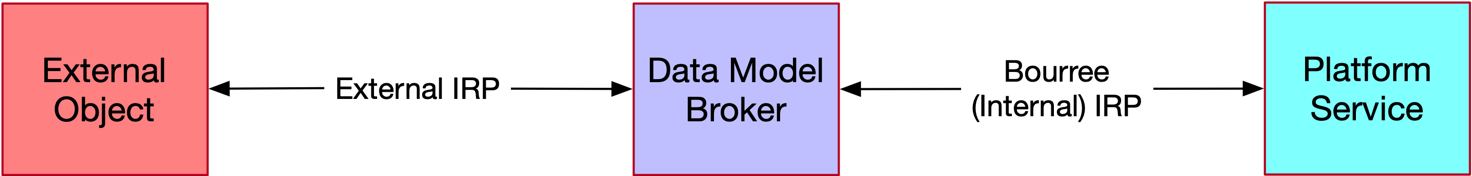 External
Object
External IRP
Data Model
Broker
Bourree
(Internal) IRP
Platform
Service